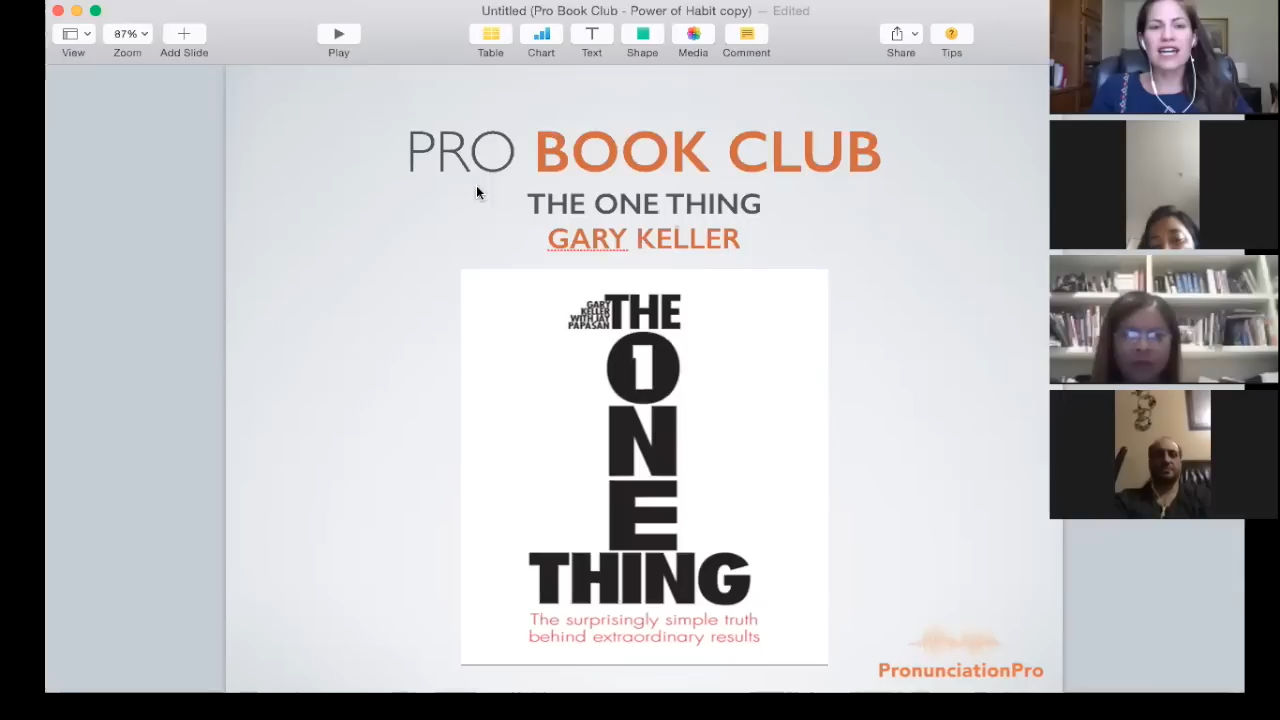 Untitled (Pro Book Club - Power of Habit copy) — Edited
87%
View
Zoom
Add Slide
Play
Table
Chart
Text
Shape
Media
Comment
Share
Tips
PRO BOOK CLUB
THE ONE THING
GARY KELLER
GARY
KELLER
WITH JAY
PAPASAN
THE
ONE
1
THING
The surprisingly simple truth
behind extraordinary results
PronunciationPro